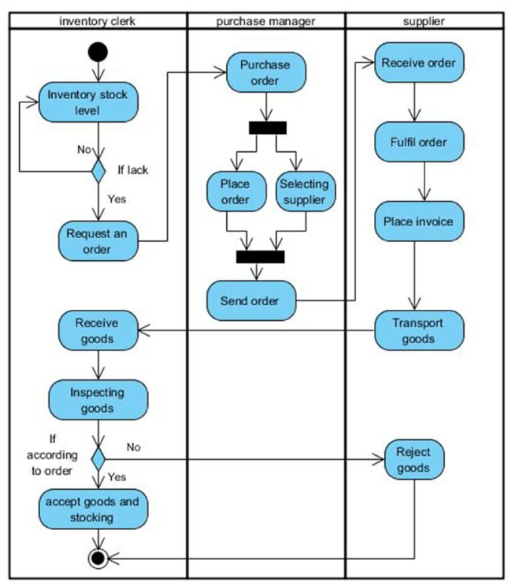 inventory clerk
purchase manager
supplier
Inventory stock
level
No
If lack
Yes
Request an
order
Purchase
order
Place
order
Selecting
supplier
Send order
Receive order
Fulfil order
Place invoice
Transport
goods
Receive
goods
Inspecting
goods
If
according
to order
No
Yes
Reject
goods
accept goods and
stocking